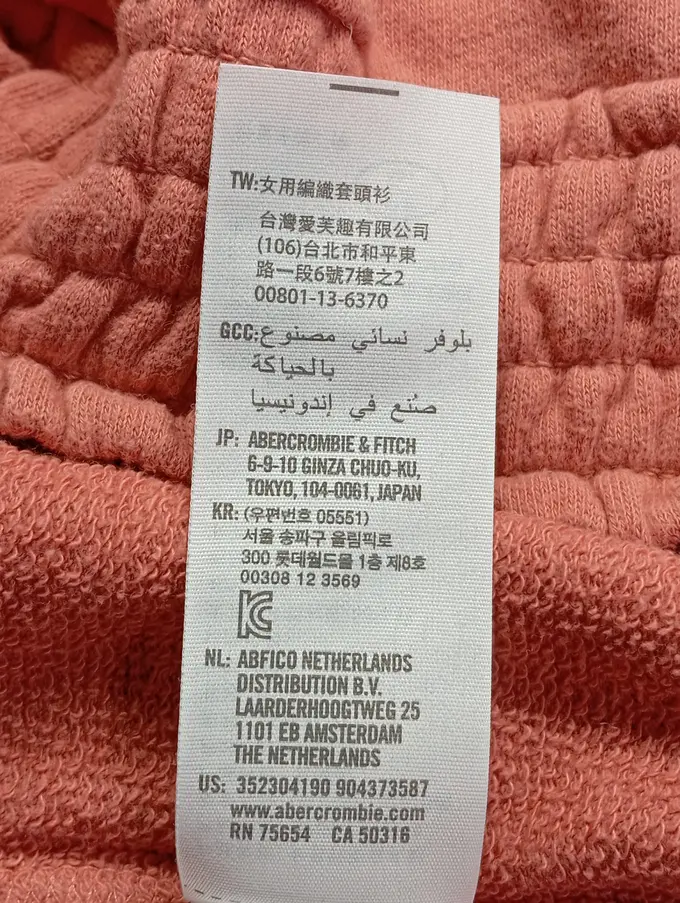 TW:女用編織套頭衫
台灣愛芙趣有限公司
(106)台北市和平東
路一段6號7樓之2
00801-13-6370
GCC:بلوفر نسائي مصنوع
بالحياكة
صُنع في إندونيسيا
JP: ABERCROMBIE & FITCH
6-9-10 GINZA CHUO-KU,
TOKYO, 104-0061, JAPAN
KR: (우편번호 05551)
서울 송파구 올림픽로
300 롯데월드몰 1층 제8호
00308 12 3569
KC
NL: ABFICO NETHERLANDS
DISTRIBUTION B.V.
LAARDERHOOGTWEG 25
1101 EB AMSTERDAM
THE NETHERLANDS
US: 352304190 904373587
www.abercrombie.com
RN 75654 CA 50316